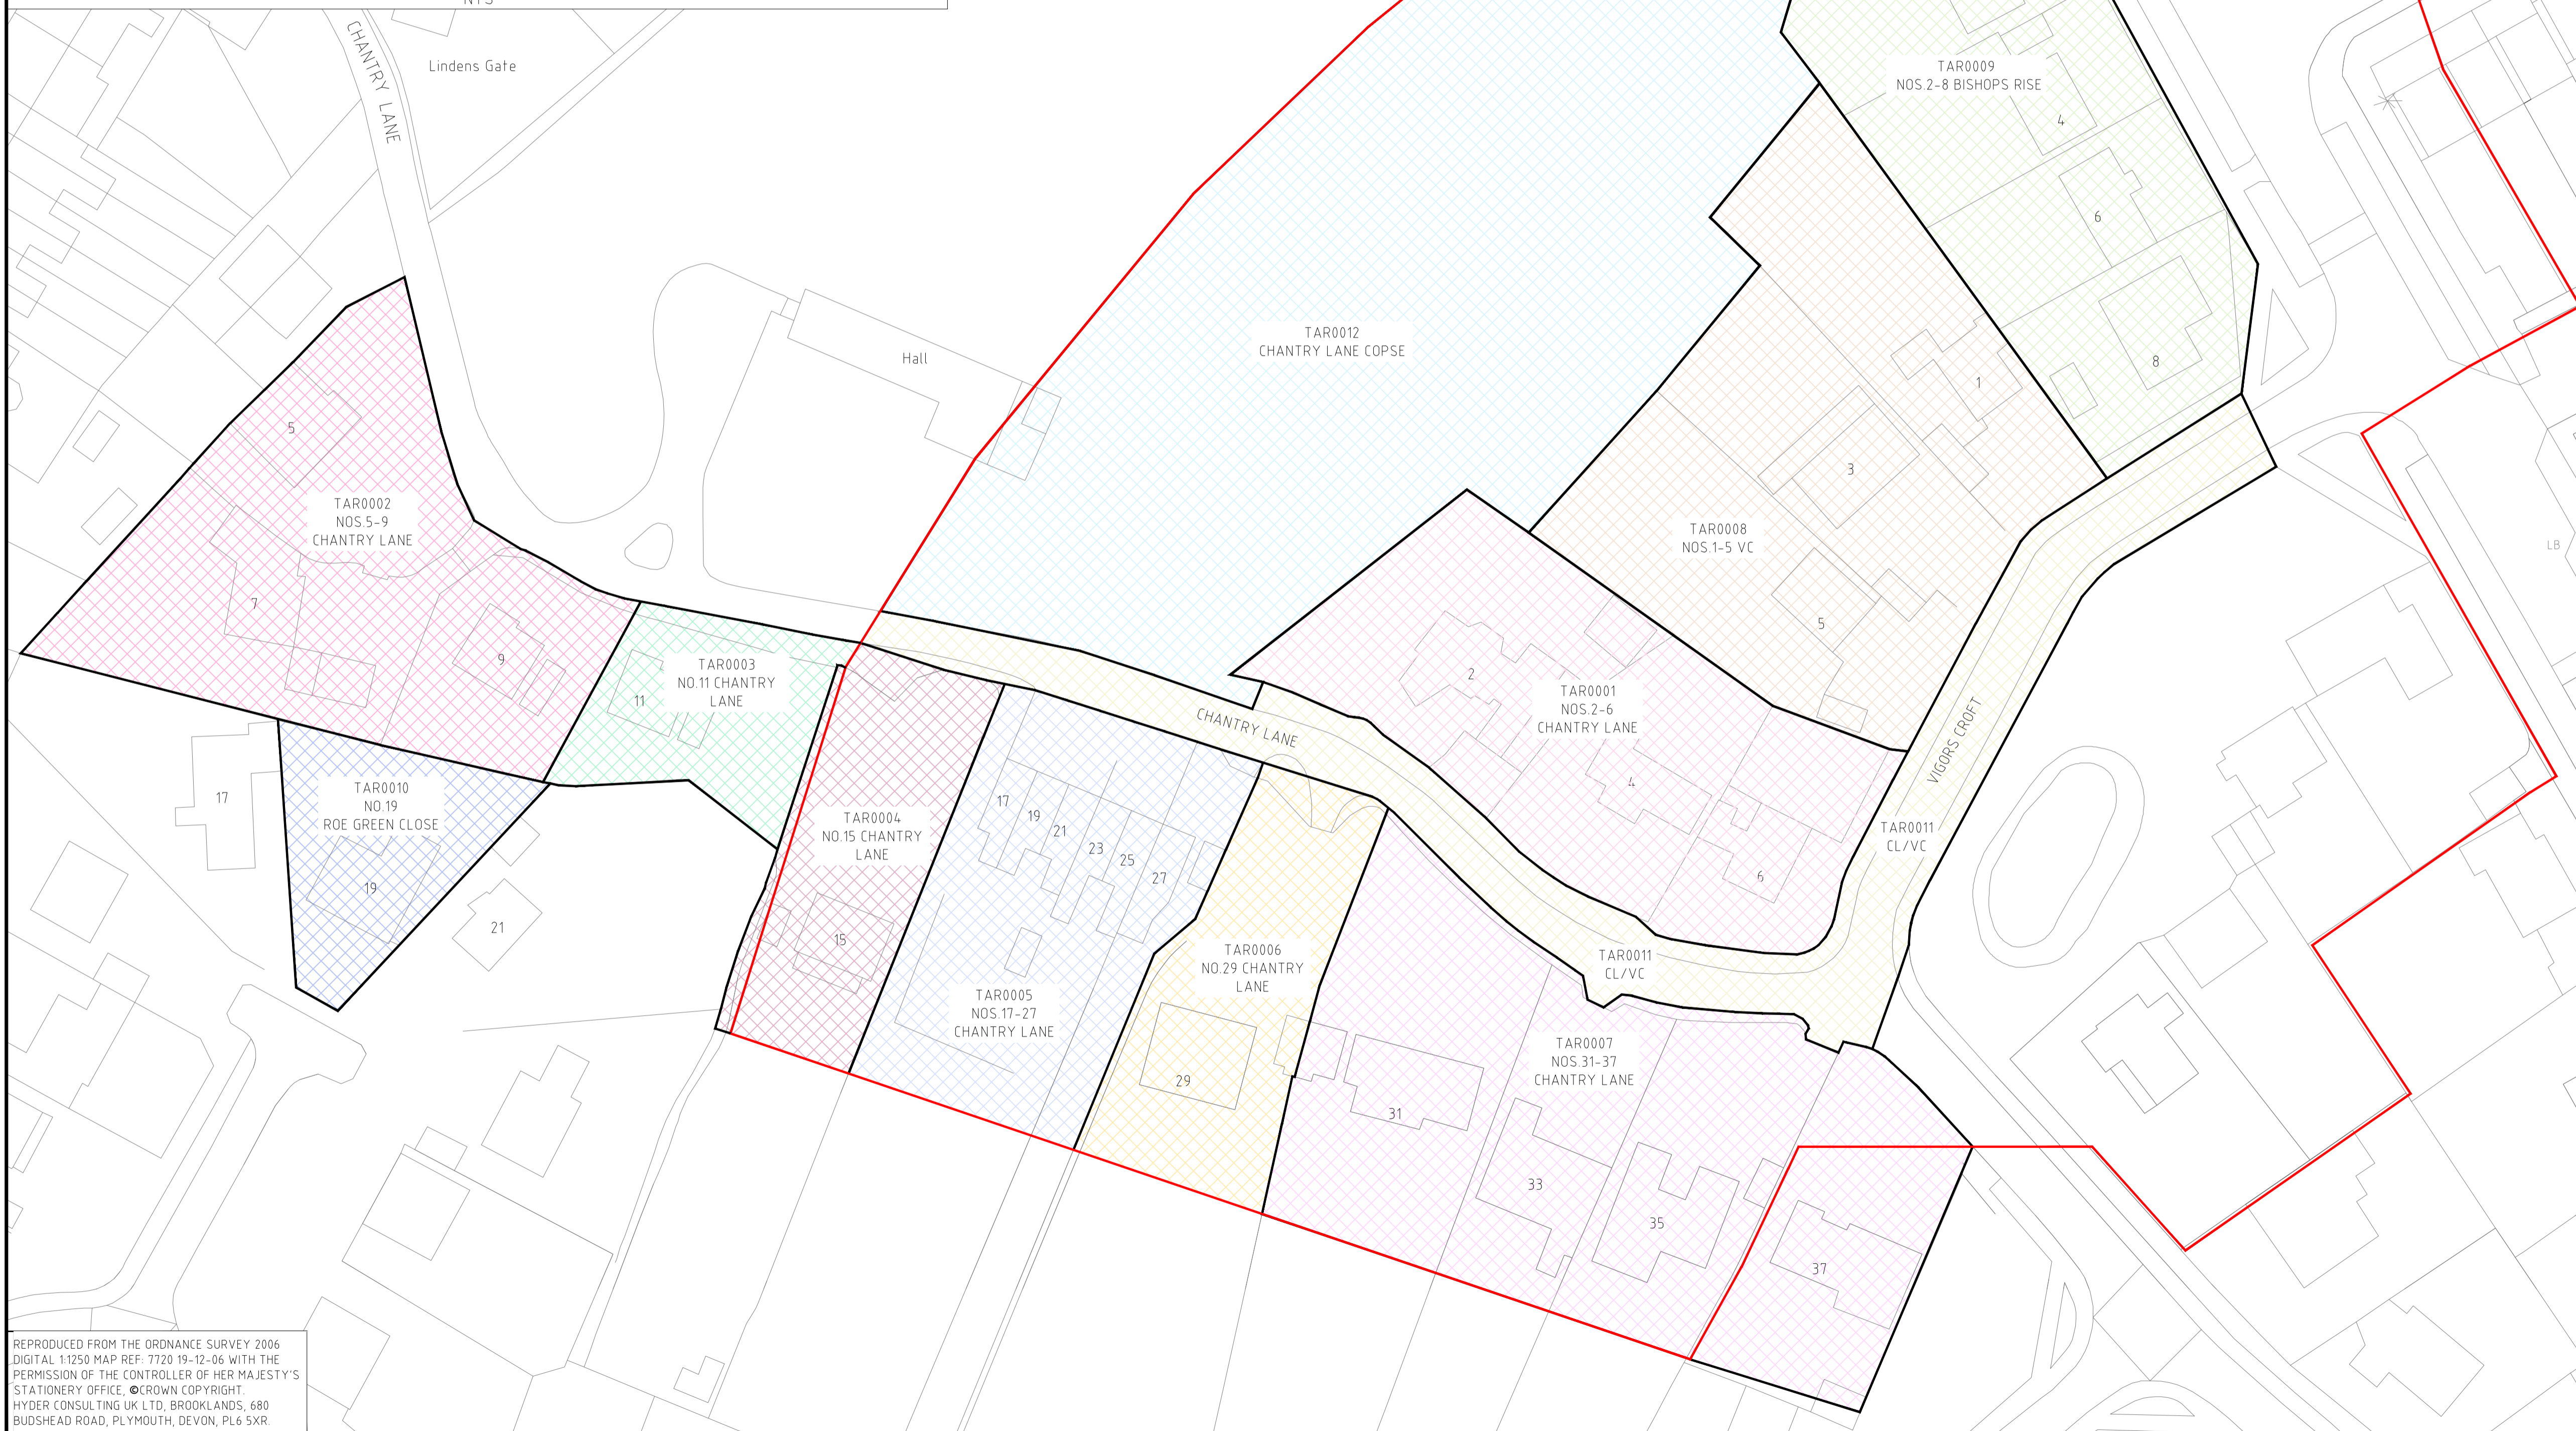 NTS
CHANTRY LANE
Lindens Gate
TAR0009
NOS.2-8 BISHOPS RISE
4
6
8
TAR0012
CHANTRY LANE COPSE
Hall
1
3
5
TAR0008
NOS.1-5 VC
5
TAR0002
NOS.5-9
CHANTRY LANE
7
9
LB
TAR0003
NO.11 CHANTRY
LANE
11
2
TAR0001
NOS.2-6
CHANTRY LANE
4
6
CHANTRY LANE
VIGORS CROFT
TAR0011
CL/VC
17
TAR0010
NO.19
ROE GREEN CLOSE
19
21
TAR0004
NO.15 CHANTRY
LANE
15
17
19
21
23
25
27
TAR0005
NOS.17-27
CHANTRY LANE
TAR0006
NO.29 CHANTRY
LANE
29
TAR0011
CL/VC
TAR0007
NOS.31-37
CHANTRY LANE
31
33
35
37
REPRODUCED FROM THE ORDNANCE SURVEY 2006
DIGITAL 1:1250 MAP REF: 7720 19-12-06 WITH THE
PERMISSION OF THE CONTROLLER OF HER MAJESTY'S
STATIONERY OFFICE, ©CROWN COPYRIGHT.
HYDER CONSULTING UK LTD, BROOKLANDS, 680
BUDSHEAD ROAD, PLYMOUTH, DEVON, PL6 5XR.